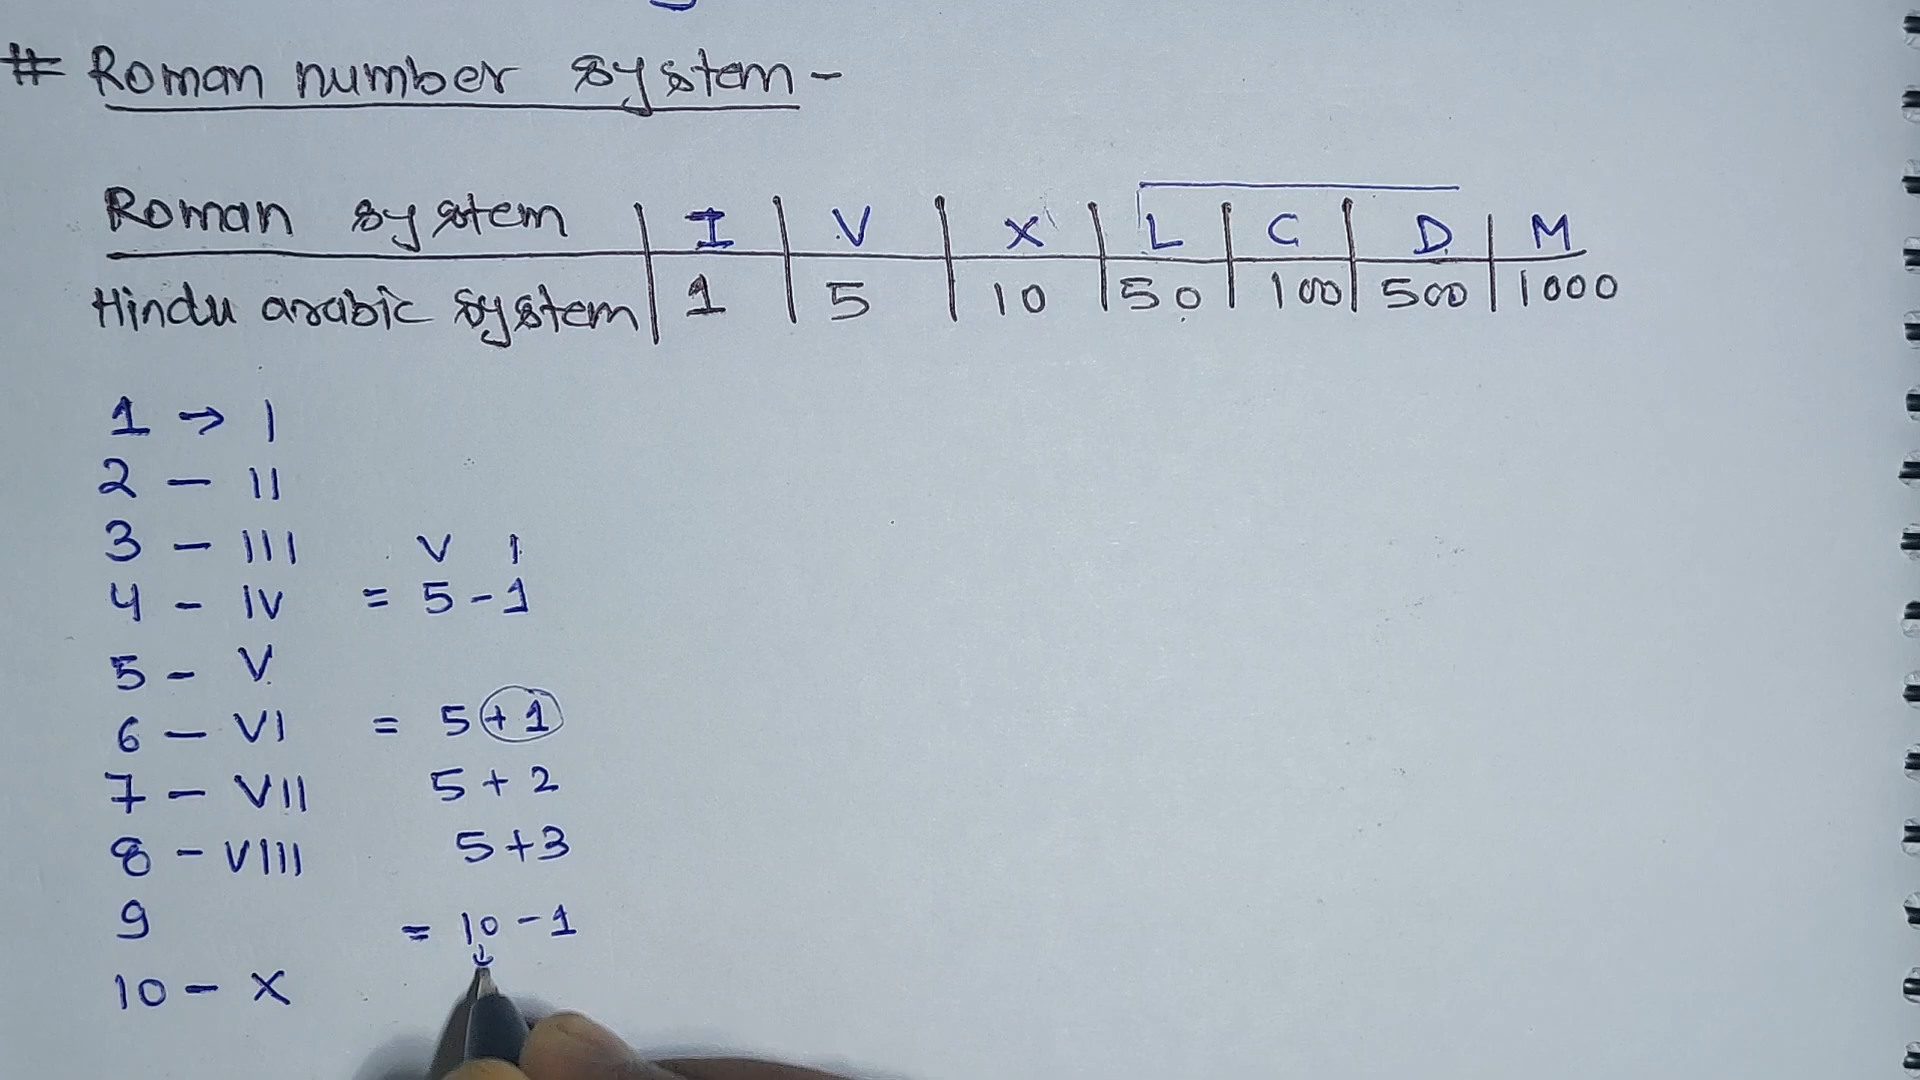 # Roman number system -
Roman system | I | V | X | L | C | D | M
Hindu arabic system | 1 | 5 | 10 | 50 | 100 | 500 | 1000
1 → I
2 - II
3 - III V I
4 - IV = 5 - 1
5 - V
6 - VI = 5 + 1
7 - VII 5 + 2
8 - VIII 5 + 3
9 = 10 - 1
10 - X